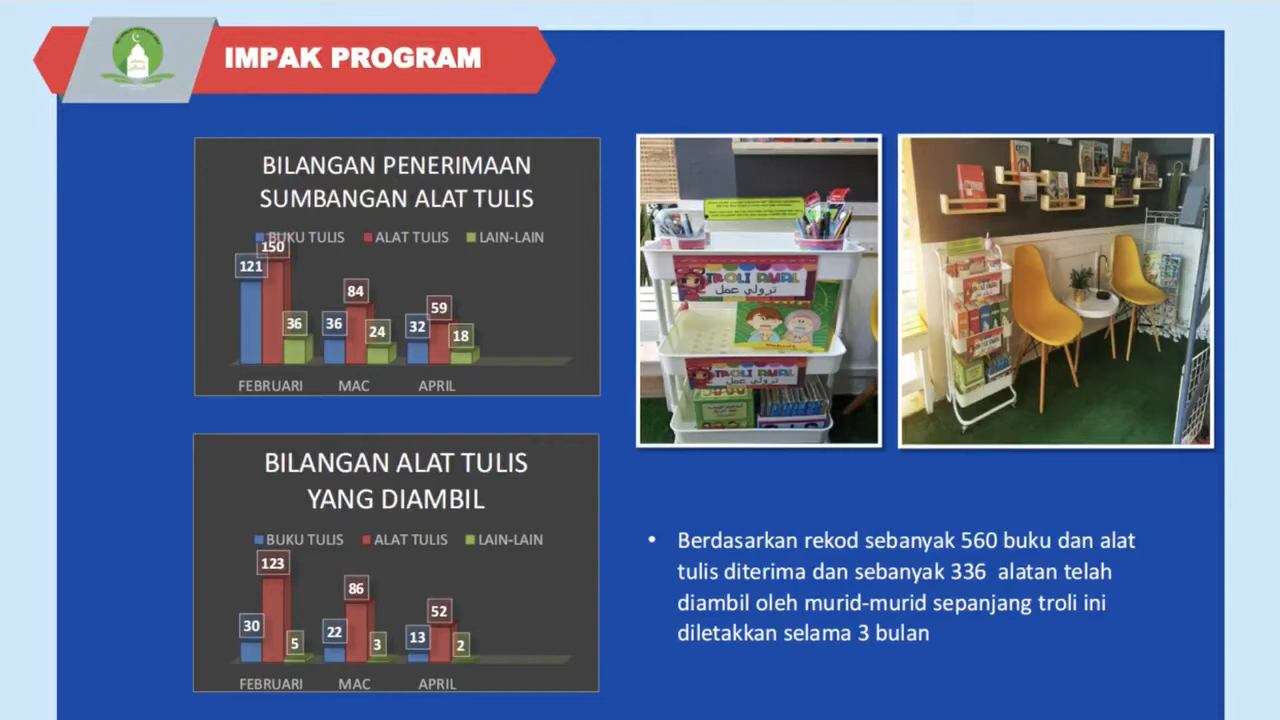 IMPAK PROGRAM
BILANGAN PENERIMAAN
SUMBANGAN ALAT TULIS
BUKU TULIS ALAT TULIS LAIN-LAIN
121 150 36
36 84 24
32 59 18
FEBRUARI MAC APRIL
TROLI AMAL
ترولي عمل
TROLI AMAL
ترولي عمل
BILANGAN ALAT TULIS
YANG DIAMBIL
BUKU TULIS ALAT TULIS LAIN-LAIN
30 123 5
22 86 3
13 52 2
FEBRUARI MAC APRIL
• Berdasarkan rekod sebanyak 560 buku dan alat
tulis diterima dan sebanyak 336 alatan telah
diambil oleh murid-murid sepanjang troli ini
diletakkan selama 3 bulan